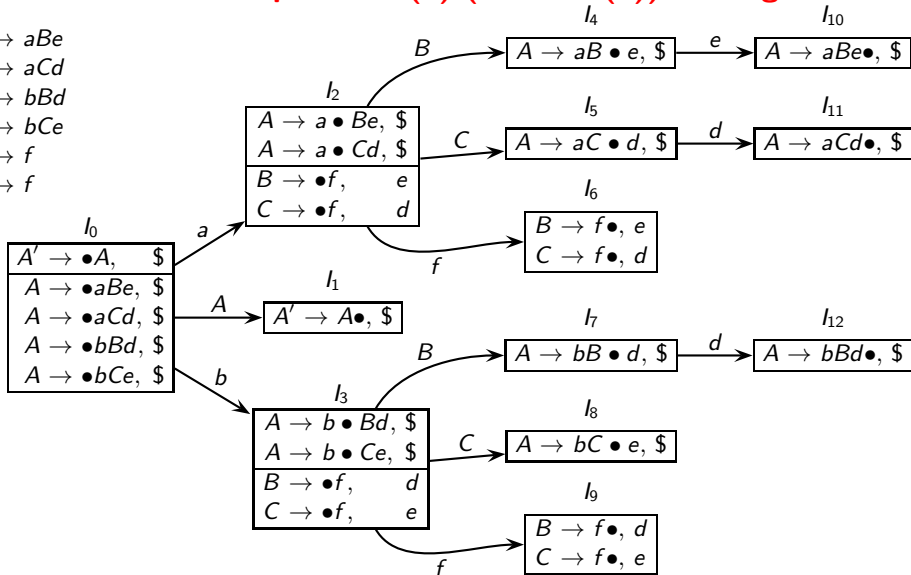 → aBe
→ aCd
→ bBd
→ bCe
→ f
→ f
I0
A′ → •A, $
A → •aBe, $
A → •aCd, $
A → •bBd, $
A → •bCe, $
a
A
b
I2
A → a • Be, $
A → a • Cd, $
B → •f, e
C → •f, d
I1
A′ → A•, $
I3
A → b • Bd, $
A → b • Ce, $
B → •f, d
C → •f, e
B
C
f
B
C
f
I4
A → aB • e, $
I5
A → aC • d, $
I6
B → f•, e
C → f•, d
I7
A → bB • d, $
I8
A → bC • e, $
I9
B → f•, d
C → f•, e
e
d
d
I10
A → aBe•, $
I11
A → aCd•, $
I12
A → bBd•, $